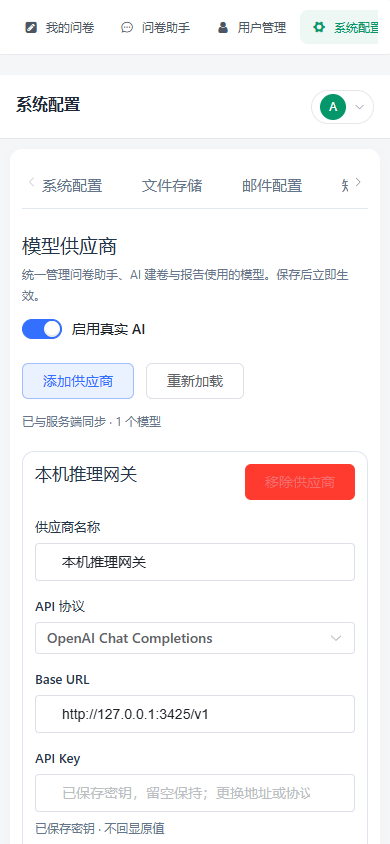 我的问卷 问卷助手 用户管理 系统配置
系统配置
A
系统配置 文件存储 邮件配置
模型供应商
统一管理问卷助手、AI 建卷与报告使用的模型。保存后立即生
效。
启用真实 AI
添加供应商 重新加载
已与服务端同步 · 1 个模型
本机推理网关 移除供应商
供应商名称
本机推理网关
API 协议
OpenAI Chat Completions
Base URL
http://127.0.0.1:3425/v1
API Key
已保存密钥，留空保持；更换地址或协议
已保存密钥 · 不回显原值